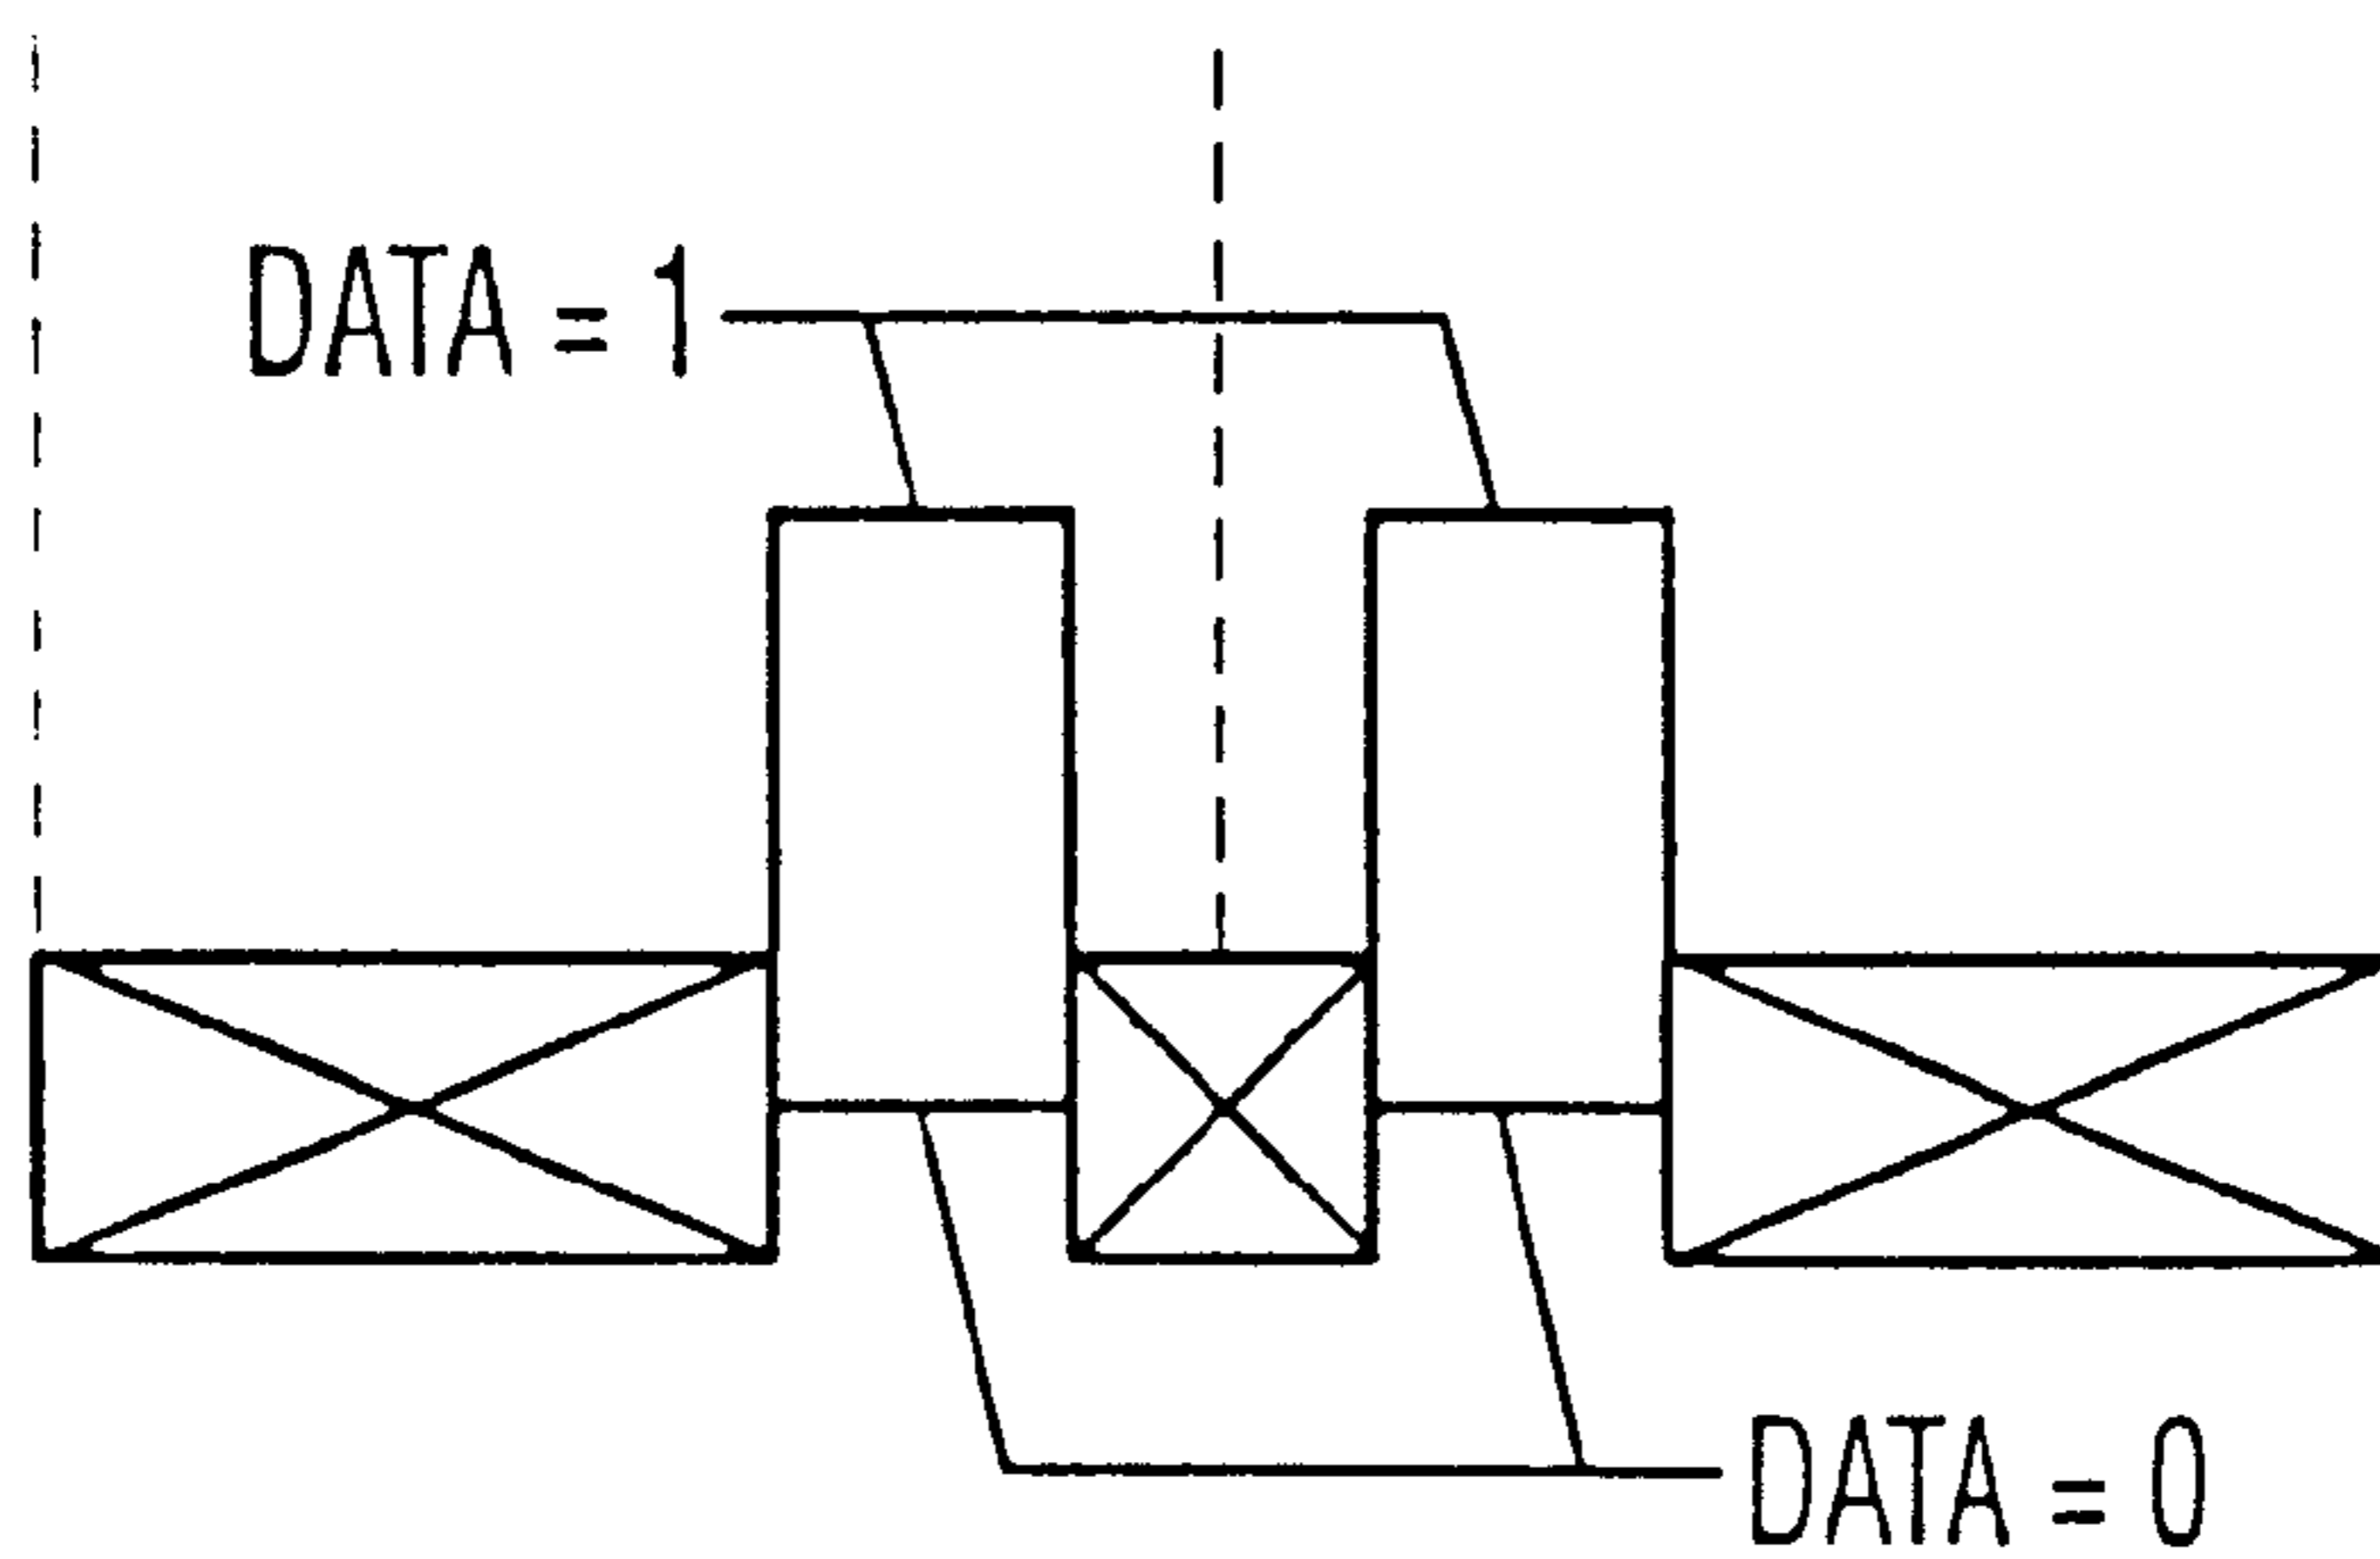 DATA = 1
DATA = 0